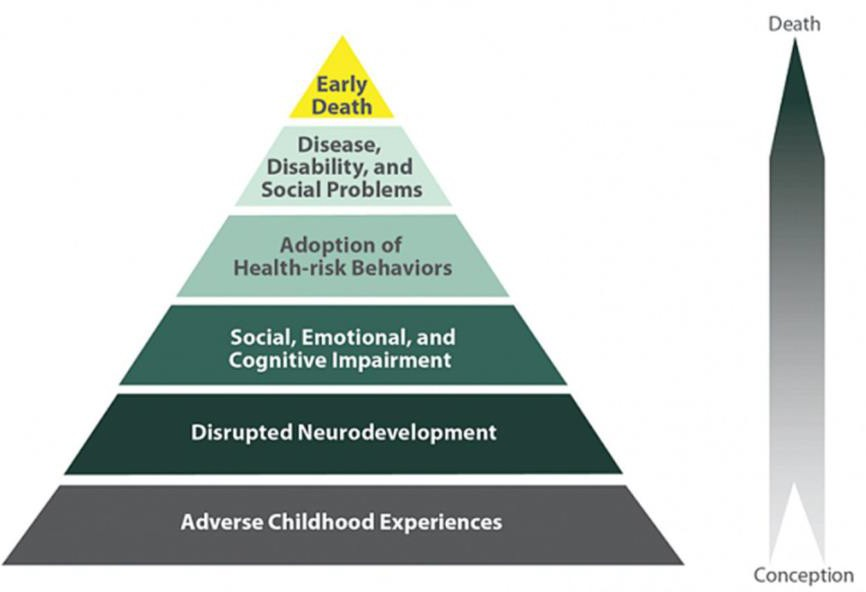 Death
Early
Death
Disease,
Disability, and
Social Problems
Adoption of
Health-risk Behaviors
Social, Emotional, and
Cognitive Impairment
Disrupted Neurodevelopment
Adverse Childhood Experiences
Conception